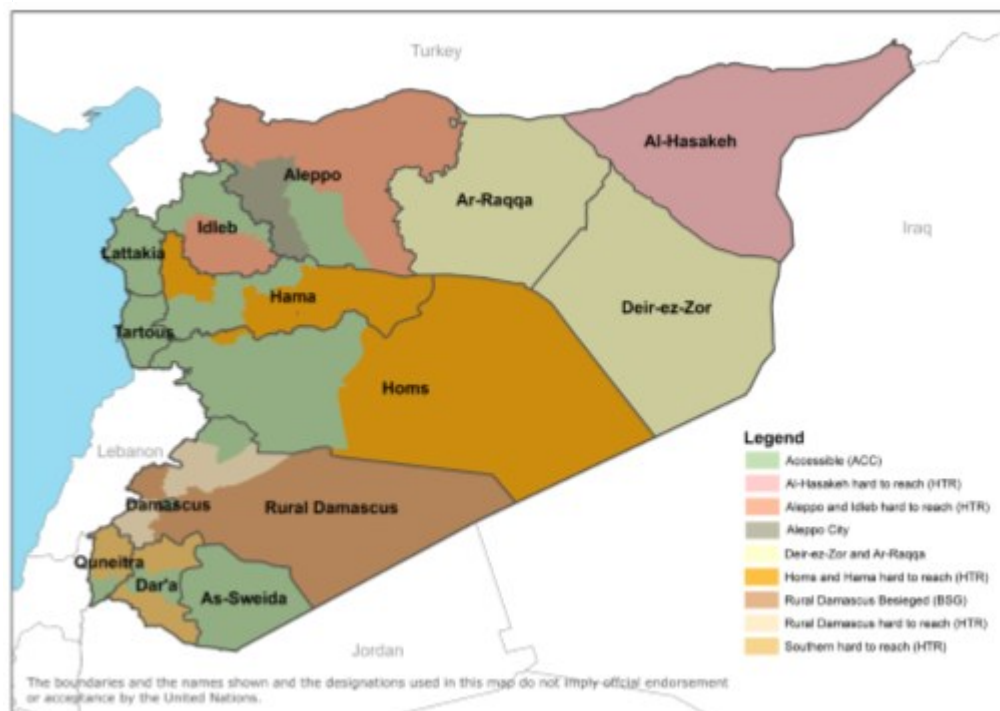 Turkey
Al-Hasakeh
Aleppo
Ar-Raqqa
Idleb
Iraq
Lattakia
Hama
Deir-ez-Zor
Tartous
Homs
Lebanon
Damascus
Rural Damascus
Quneitra
Dar'a
As-Sweida
Jordan
Legend
Accessible (ACC)
Al-Hasakeh hard to reach (HTR)
Aleppo and Idleb hard to reach (HTR)
Aleppo City
Deir-ez-Zor and Ar-Raqqa
Homs and Hama hard to reach (HTR)
Rural Damascus Besieged (BSG)
Rural Damascus hard to reach (HTR)
Southern hard to reach (HTR)
The boundaries and the names shown and the designations used in this map do not imply official endorsement
or acceptance by the United Nations.